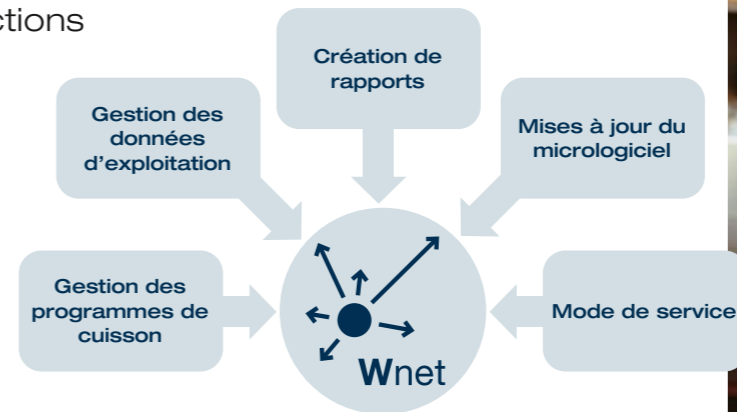 ctions
Création de
rapports
Gestion des
données
d'exploitation
Mises à jour du
micrologiciel
Gestion des
programmes de
cuisson
Mode de service
Wnet